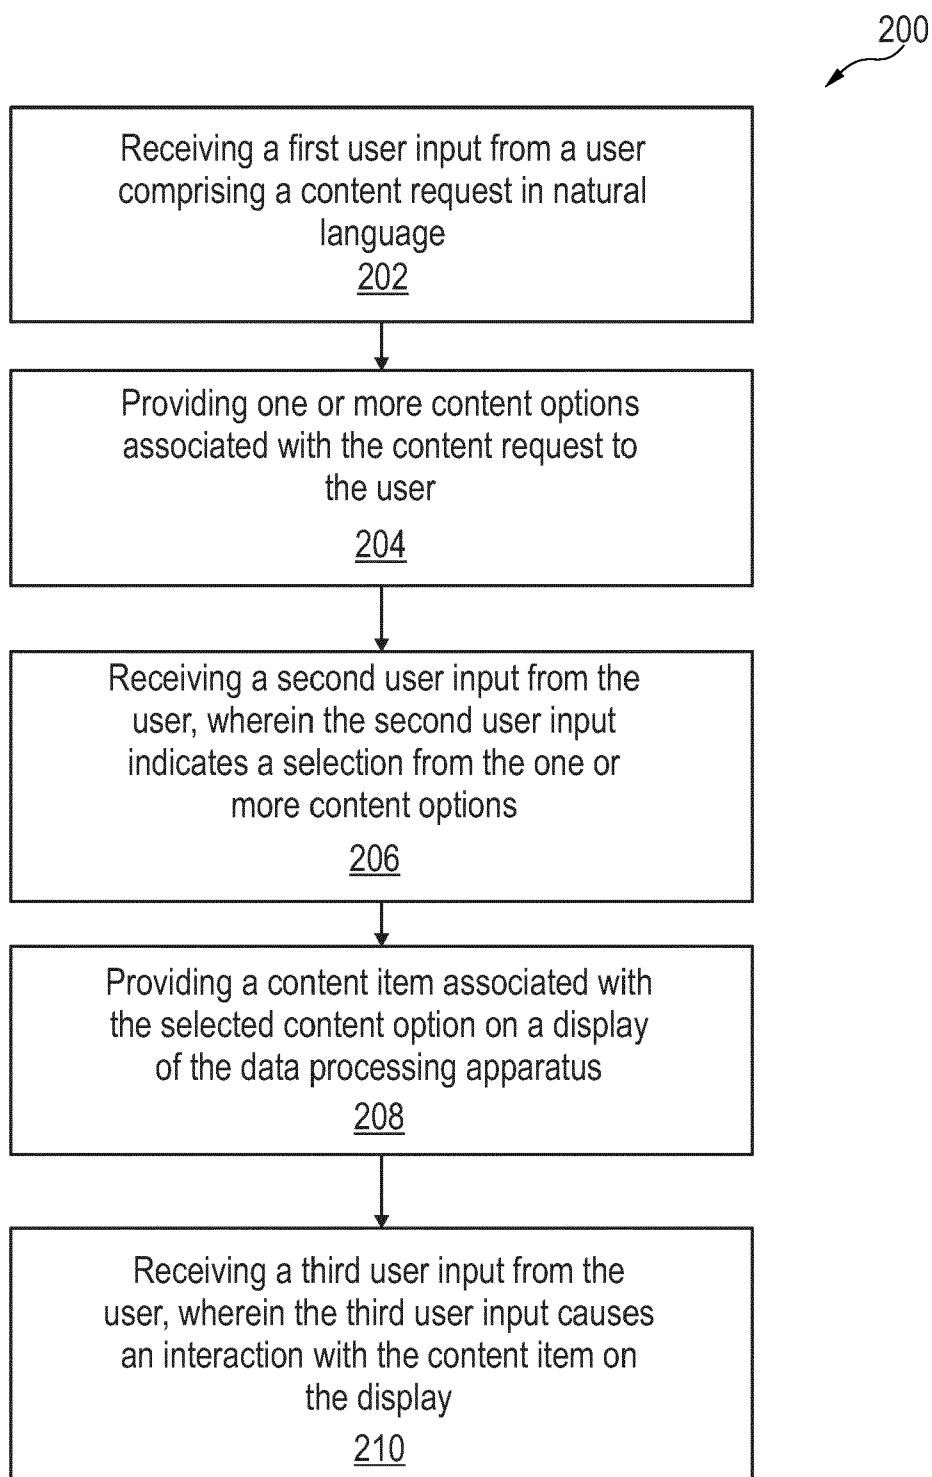 200
Receiving a first user input from a user
comprising a content request in natural
language
202
Providing one or more content options
associated with the content request to
the user
204
Receiving a second user input from the
user, wherein the second user input
indicates a selection from the one or
more content options
206
Providing a content item associated with
the selected content option on a display
of the data processing apparatus
208
Receiving a third user input from the
user, wherein the third user input causes
an interaction with the content item on
the display
210